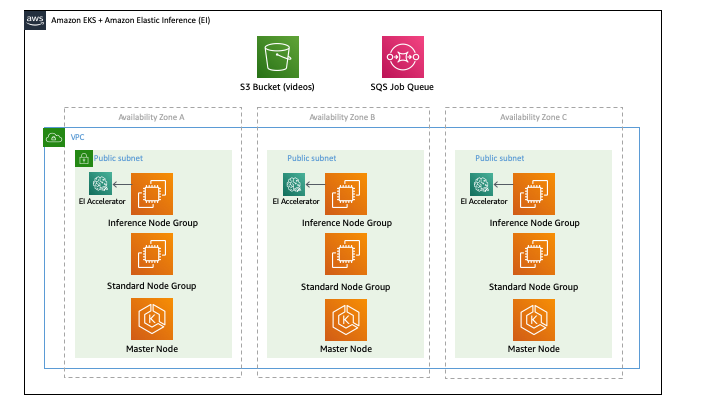 aws
Amazon EKS + Amazon Elastic Inference (EI)
S3 Bucket (videos)
SQS Job Queue
Availability Zone A
Availability Zone B
Availability Zone C
VPC
Public subnet
Public subnet
Public subnet
EI Accelerator
EI Accelerator
EI Accelerator
Inference Node Group
Inference Node Group
Inference Node Group
Standard Node Group
Standard Node Group
Standard Node Group
K
K
K
Master Node
Master Node
Master Node